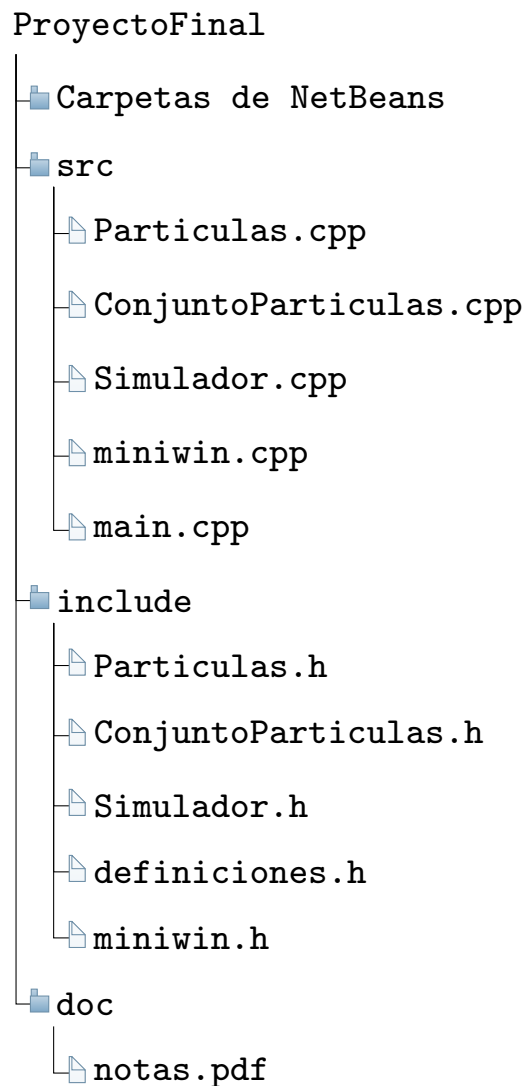 ProyectoFinal
Carpetas de NetBeans
src
Particulas.cpp
ConjuntoParticulas.cpp
Simulador.cpp
miniwin.cpp
main.cpp
include
Particulas.h
ConjuntoParticulas.h
Simulador.h
definiciones.h
miniwin.h
doc
notas.pdf